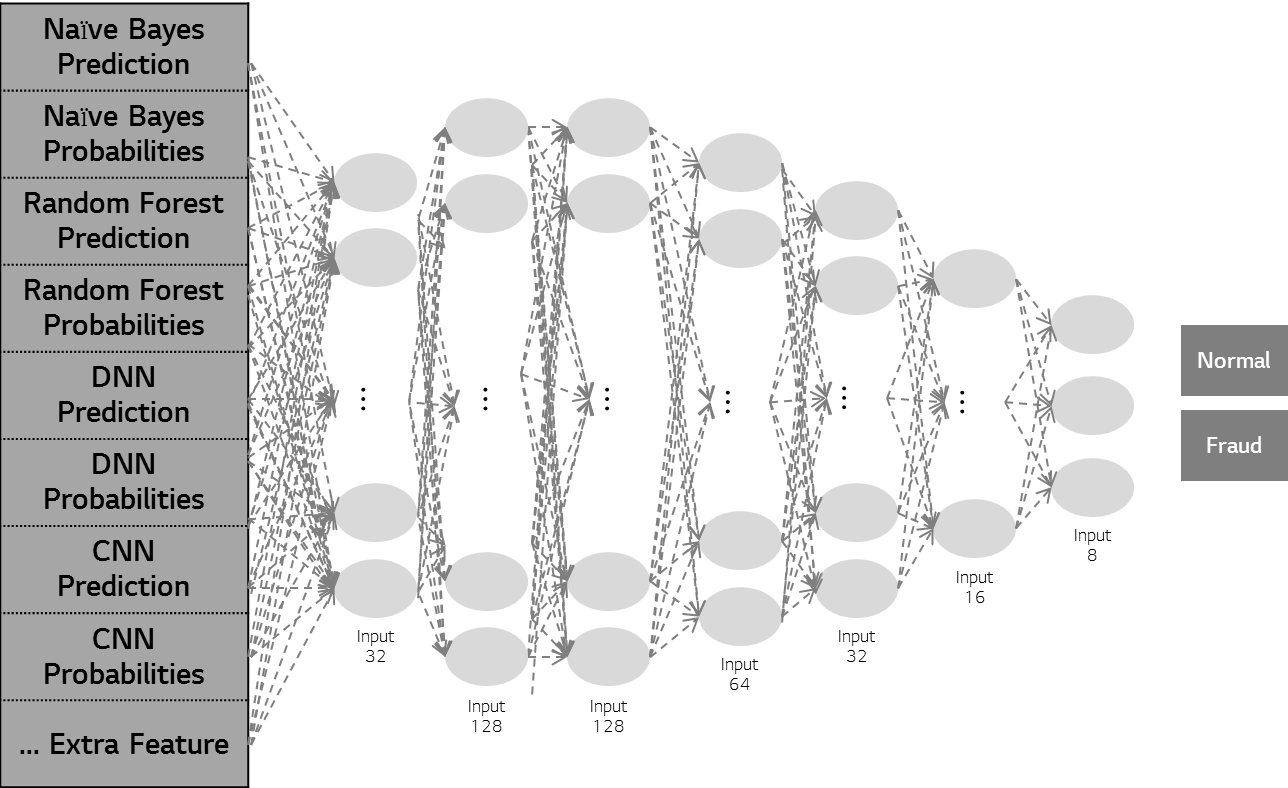 Naïve Bayes
Prediction
Naïve Bayes
Probabilities
Random Forest
Prediction
Random Forest
Probabilities
DNN
Prediction
DNN
Probabilities
CNN
Prediction
CNN
Probabilities
... Extra Feature
Input
32
Input
128
Input
128
Input
64
Input
32
Input
16
Input
8
Normal
Fraud